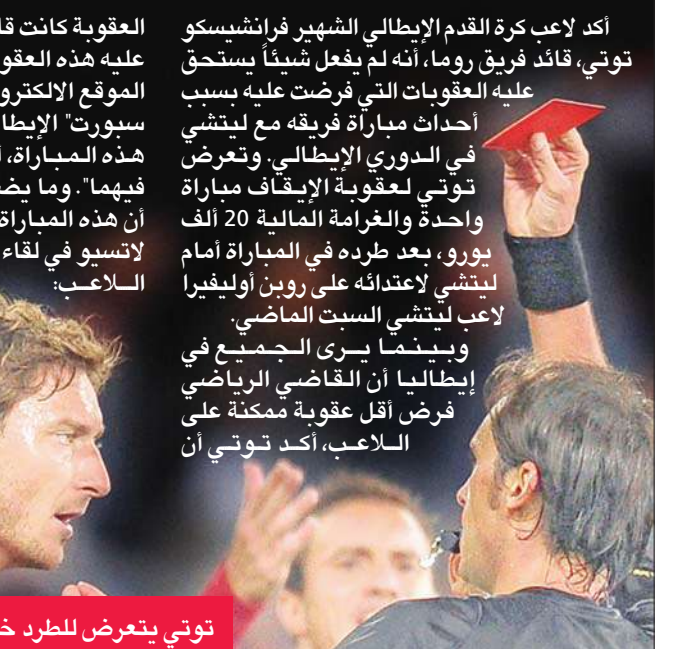 أكد لاعب كرة القدم الإيطالي الشهير فرانشيسكو
توتي، قائد فريق روما، أنه لم يفعل شيئاً يستحق
عليه العقوبات التي فرضت عليه بسبب
أحداث مباراة فريقه مع ليتشي
في الدوري الإيطالي. وتعرض
توتي لعقوبة الإيقاف مباراة
واحدة والغرامة المالية 20 ألف
يورو، بعد طرده في المباراة أمام
ليتشي لاعتدائه على روبن أوليفيرا
لاعب ليتشي السبت الماضي.
وبينما يرى الجميع في
إيطاليا أن القاضي الرياضي
فرض أقل عقوبة ممكنة على
اللاعب، أكد توتي أن
العقوبة كانت
عليه هذه
الموقع
سبورت" الإيطا
هذه المباراة،
فيهما". وما
أن هذه المباراة
لاتسيو في لقاء
اللاعب:
توتي يتعرض للطرد